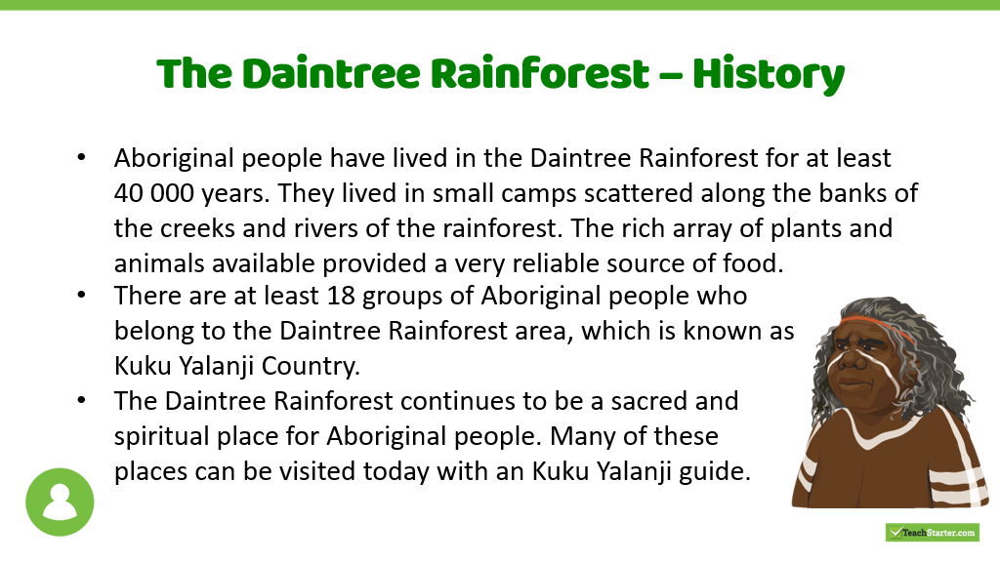 The Daintree Rainforest – History
• Aboriginal people have lived in the Daintree Rainforest for at least
40 000 years. They lived in small camps scattered along the banks of
the creeks and rivers of the rainforest. The rich array of plants and
animals available provided a very reliable source of food.
• There are at least 18 groups of Aboriginal people who
belong to the Daintree Rainforest area, which is known as
Kuku Yalanji Country.
• The Daintree Rainforest continues to be a sacred and
spiritual place for Aboriginal people. Many of these
places can be visited today with an Kuku Yalanji guide.
TeachStarter.com